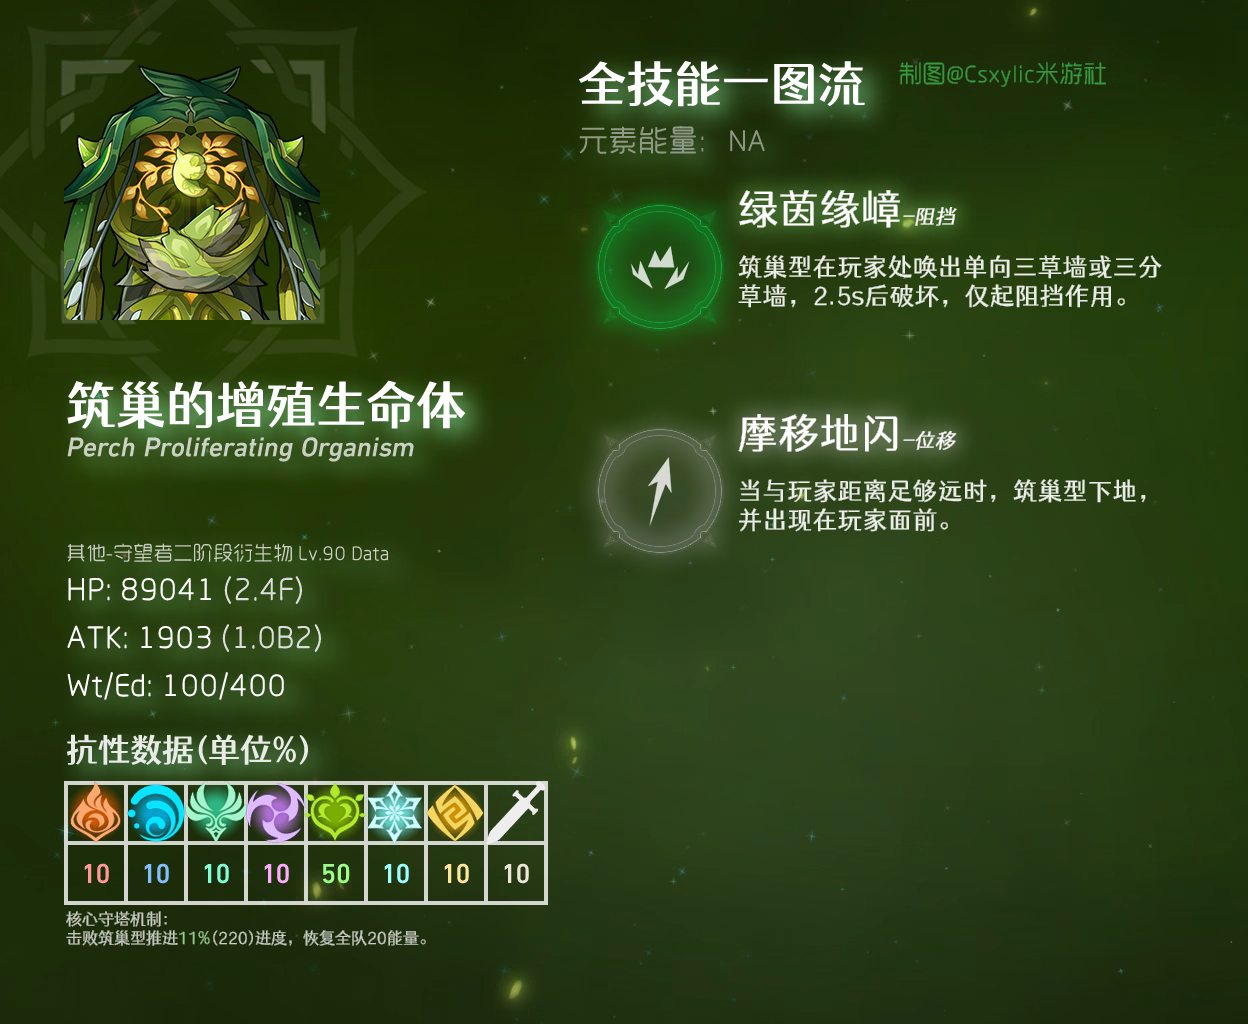 全技能一图流
制图@Csxylic米游社
元素能量： NA
绿茵缘嶂-阻挡
筑巢型在玩家处唤出单向三草墙或三分
草墙，2.5s后破坏，仅起阻挡作用。
摩移地闪-位移
当与玩家距离足够远时，筑巢型下地，
并出现在玩家面前。
筑巢的增殖生命体
Perch Proliferating Organism
其他-守望者二阶段衍生物 Lv.90 Data
HP: 89041 (2.4F)
ATK: 1903 (1.0B2)
Wt/Ed: 100/400
抗性数据(单位%)
10 10 10 10 50 10 10 10
核心守塔机制：
击败筑巢型推进11%(220)进度，恢复全队20能量。